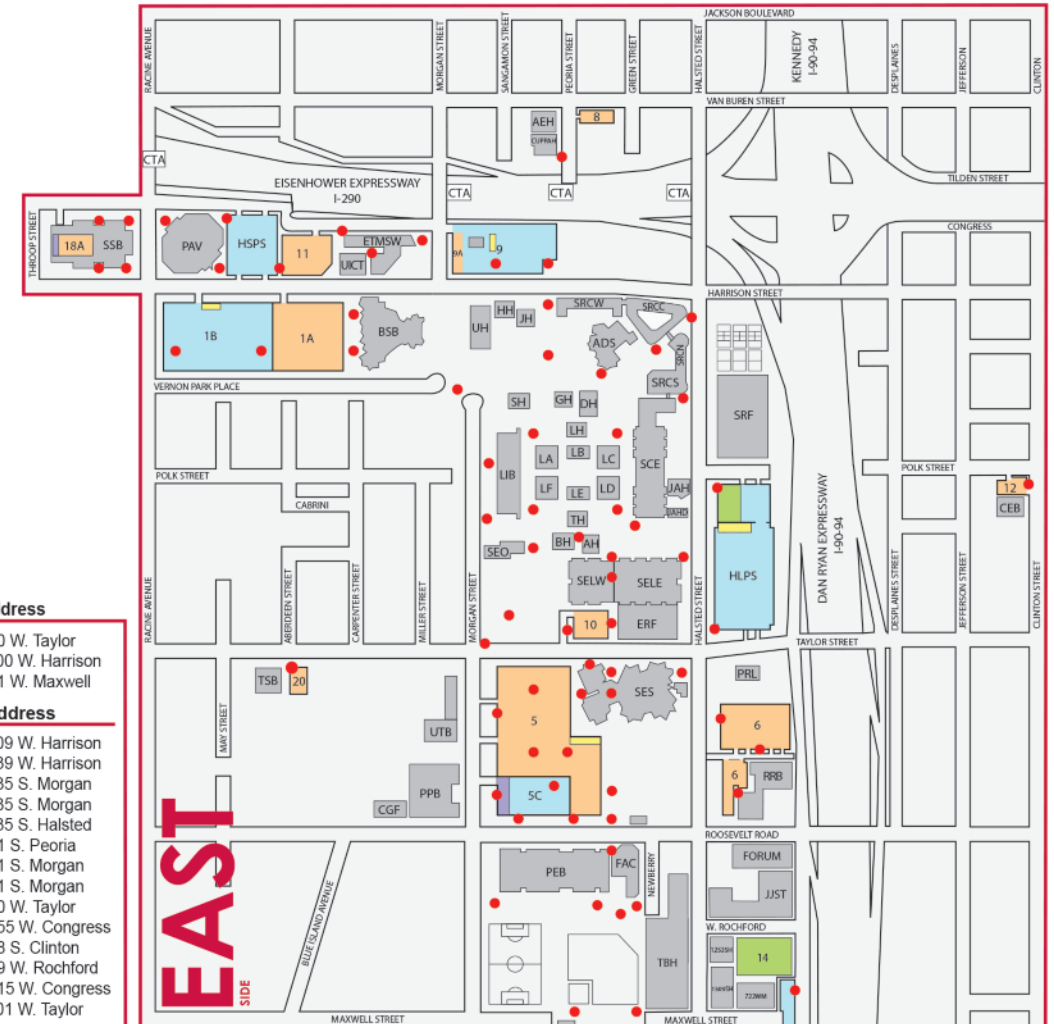 JACKSON BOULEVARD
RACINE AVENUE
MORGAN STREET
SANGAMON STREET
PEORIA STREET
GREEN STREET
HALSTED STREET
KENNEDY
I-90-94
DESPLAINES
JEFFERSON
CLINTON
VAN BUREN STREET
AEH
CUPPAH
8
CTA
EISENHOWER EXPRESSWAY
I-290
CTA
CTA
CTA
TILDEN STREET
THROOP STREET
18A
SSB
PAV
HSPS
11
ETMSW
UICT
9A
9
CONGRESS
HARRISON STREET
1B
1A
BSB
UH
HH
JH
SRCW
SRCC
ADS
SRCN
SRCS
VERNON PARK PLACE
SH
GH
DH
SRF
LH
LIB
LA
LB
LC
SCE
POLK STREET
POLK STREET
LF
LE
LD
JAH
JAHD
12
CEB
CABRINI
TH
DAN RYAN EXPRESSWAY
I-90-94
SEO
BH
AH
SELW
SELE
HLPS
RACINE AVENUE
ABERDEEN STREET
CARPENTER STREET
MILLER STREET
MORGAN STREET
HALSTED STREET
DESPLAINES STREET
JEFFERSON STREET
CLINTON STREET
10
ERF
TAYLOR STREET
ddress
0 W. Taylor
00 W. Harrison
1 W. Maxwell
ddress
09 W. Harrison
39 W. Harrison
35 S. Morgan
35 S. Morgan
35 S. Halsted
1 S. Peoria
1 S. Morgan
1 S. Morgan
0 W. Taylor
55 W. Congress
8 S. Clinton
9 W. Rochford
15 W. Congress
01 W. Taylor
TSB
20
MAY STREET
UTB
5
SES
PRL
6
PPB
CGF
5C
6
RRB
ROOSEVELT ROAD
EAST
SIDE
BLUE ISLAND AVENUE
PEB
FAC
NEWBERRY
FORUM
JJST
W. ROCHFORD
TBH
1252SH
14
722WM
MAXWELL STREET
MAXWELL STREET